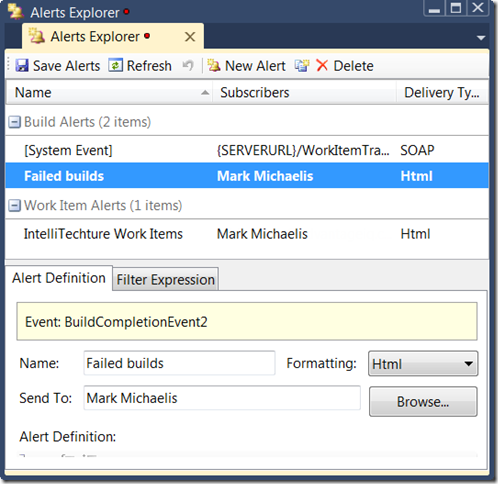 Alerts Explorer
Alerts Explorer
Save Alerts Refresh New Alert Delete
Name Subscribers Delivery Ty...
Build Alerts (2 items)
[System Event] {SERVERURL}/WorkItemTra... SOAP
Failed builds Mark Michaelis Html
Work Item Alerts (1 items)
IntelliTechture Work Items Mark Michaelis Html
Alert Definition Filter Expression
Event: BuildCompletionEvent2
Name: Failed builds Formatting: Html
Send To: Mark Michaelis Browse...
Alert Definition: